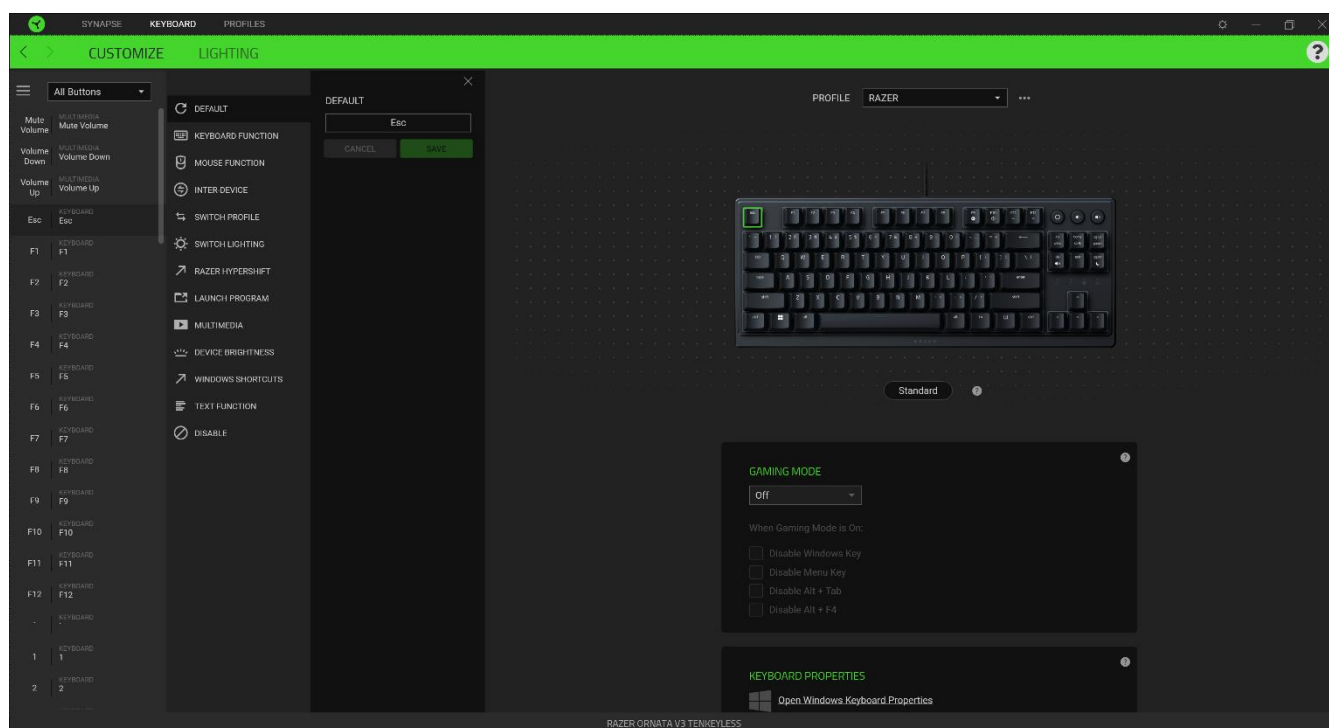 SYNAPSE KEYBOARD PROFILES
CUSTOMIZE LIGHTING
?
All Buttons
Mute Volume MULTIMEDIA Mute Volume
Volume Down MULTIMEDIA Volume Down
Volume Up MULTIMEDIA Volume Up
Esc KEYBOARD Esc
F1 KEYBOARD F1
F2 KEYBOARD F2
F3 KEYBOARD F3
F4 KEYBOARD F4
F5 KEYBOARD F5
F6 KEYBOARD F6
F7 KEYBOARD F7
F8 KEYBOARD F8
F9 KEYBOARD F9
F10 KEYBOARD F10
F11 KEYBOARD F11
F12 KEYBOARD F12
KEYBOARD
1 KEYBOARD 1
2 KEYBOARD 2
DEFAULT
KEYBOARD FUNCTION
MOUSE FUNCTION
INTER-DEVICE
SWITCH PROFILE
SWITCH LIGHTING
RAZER HYPERSHIFT
LAUNCH PROGRAM
MULTIMEDIA
DEVICE BRIGHTNESS
WINDOWS SHORTCUTS
TEXT FUNCTION
DISABLE
DEFAULT
Esc
CANCEL SAVE
PROFILE RAZER
Standard ?
GAMING MODE ?
Off
When Gaming Mode is On:
Disable Windows Key
Disable Menu Key
Disable Alt + Tab
Disable Alt + F4
KEYBOARD PROPERTIES ?
Open Windows Keyboard Properties
RAZER ORNATA V3 TENKEYLESS